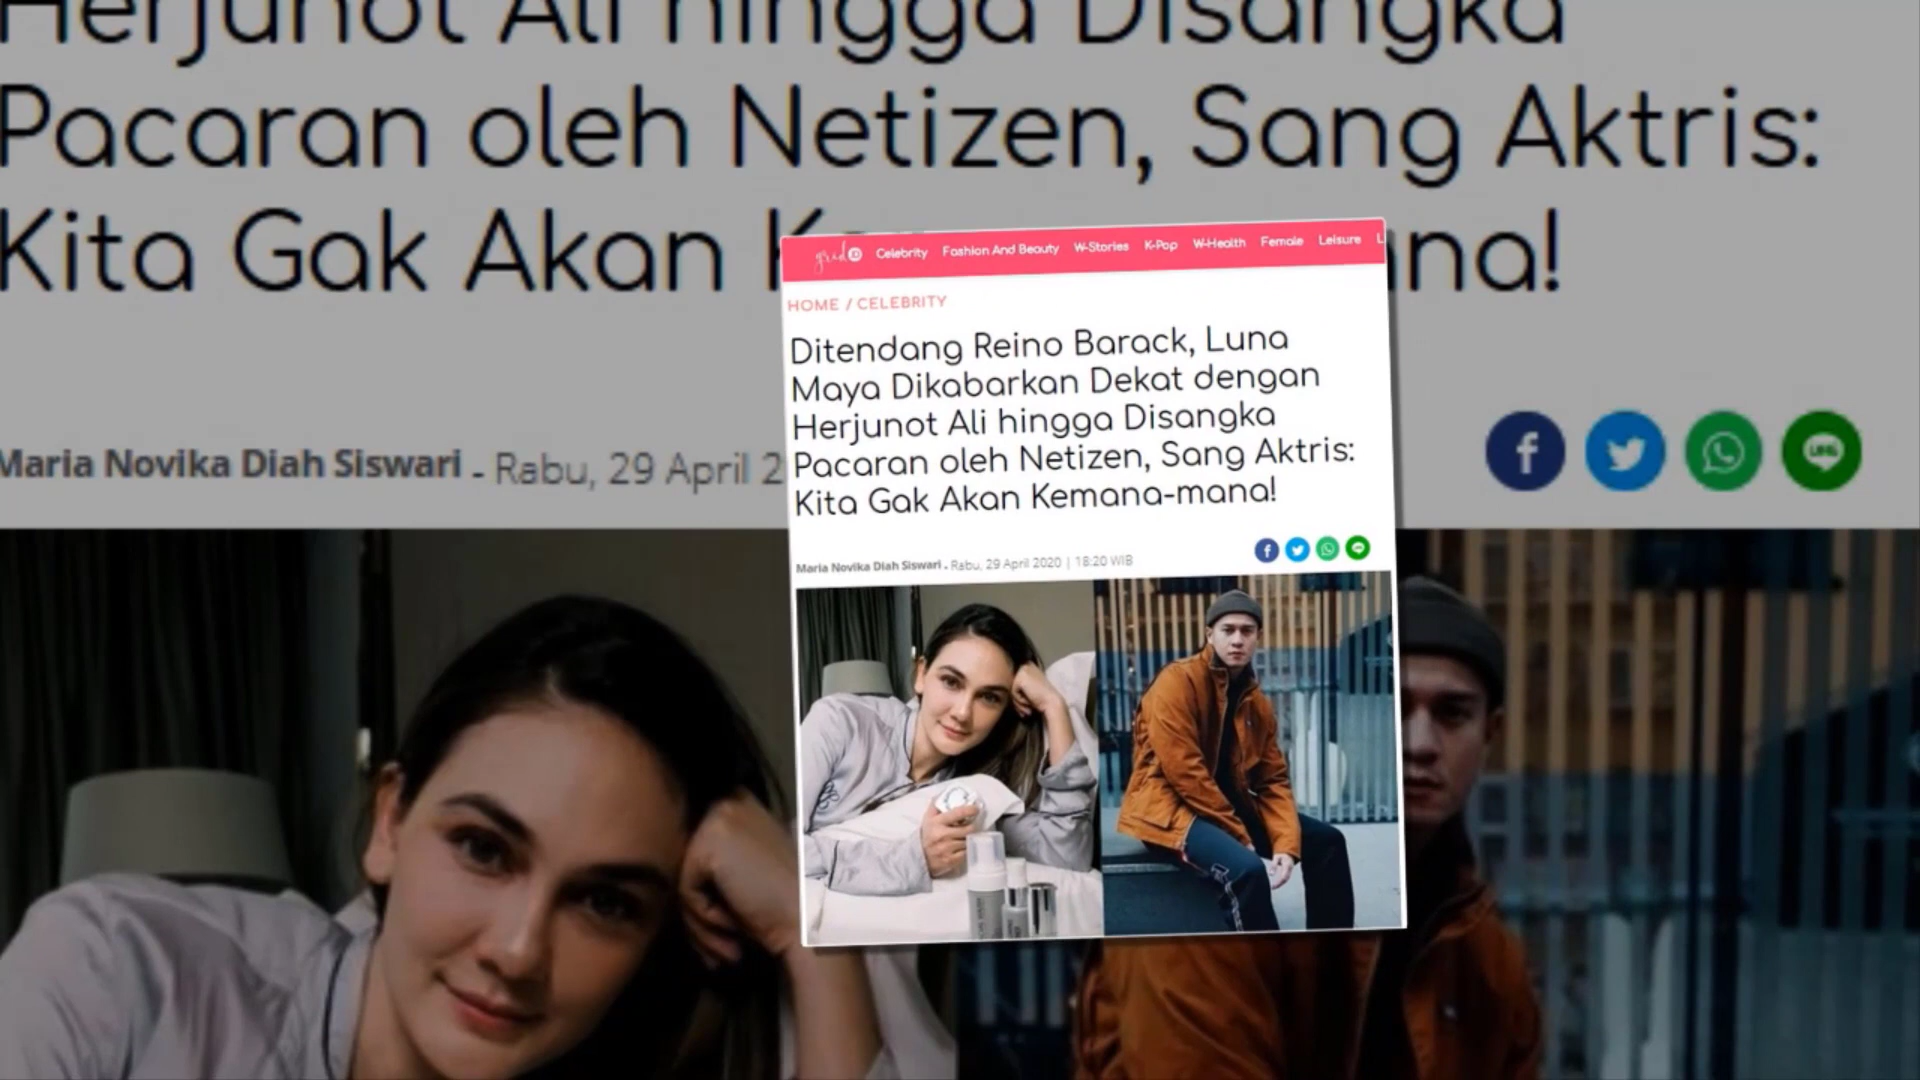 Herjunot Ali hingga Disangka
Pacaran oleh Netizen, Sang Aktris:
Kita Gak Akan
Maria Novika Diah Siswari - Rabu, 29 April 2
grid ID Celebrity Fashion And Beauty W-Stories K-Pop W-Health Female Leisure L
HOME / CELEBRITY
Ditendang Reino Barack, Luna
Maya Dikabarkan Dekat dengan
Herjunot Ali hingga Disangka
Pacaran oleh Netizen, Sang Aktris:
Kita Gak Akan Kemana-mana!
Maria Novika Diah Siswari - Rabu, 29 April 2020 | 18:20 WIB